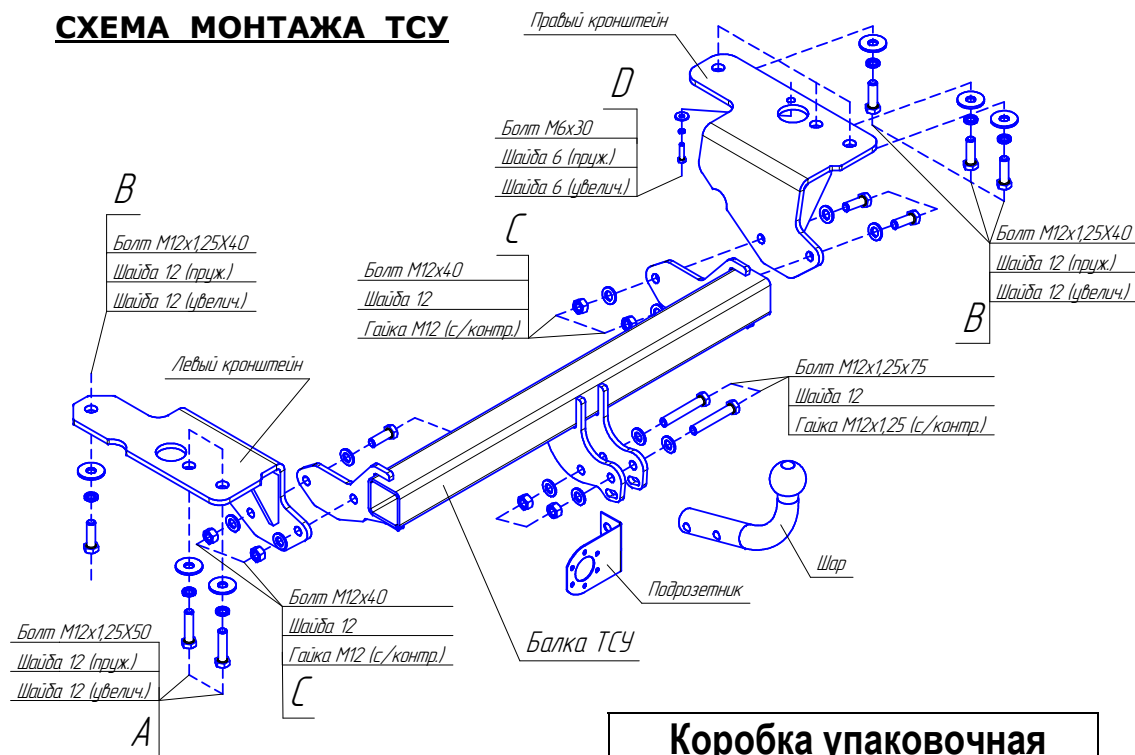 СХЕМА МОНТАЖА ТСУ
Правый кронштейн
D
Болт М6х30
Шайба 6 (пруж.)
Шайба 6 (увелич.)
B
Болт М12х1,25Х40
Шайба 12 (пруж.)
Шайба 12 (увелич.)
C
Болт М12х40
Шайба 12
Гайка М12 (с/контр.)
Болт М12х1,25Х40
Шайба 12 (пруж.)
Шайба 12 (увелич.)
B
Левый кронштейн
Болт М12х1,25х75
Шайба 12
Гайка М12х1,25 (с/контр.)
Шар
Подрозетник
Балка ТСУ
Болт М12х40
Шайба 12
Гайка М12 (с/контр.)
C
Болт М12х1,25Х50
Шайба 12 (пруж.)
Шайба 12 (увелич.)
A
Коробка упаковочная